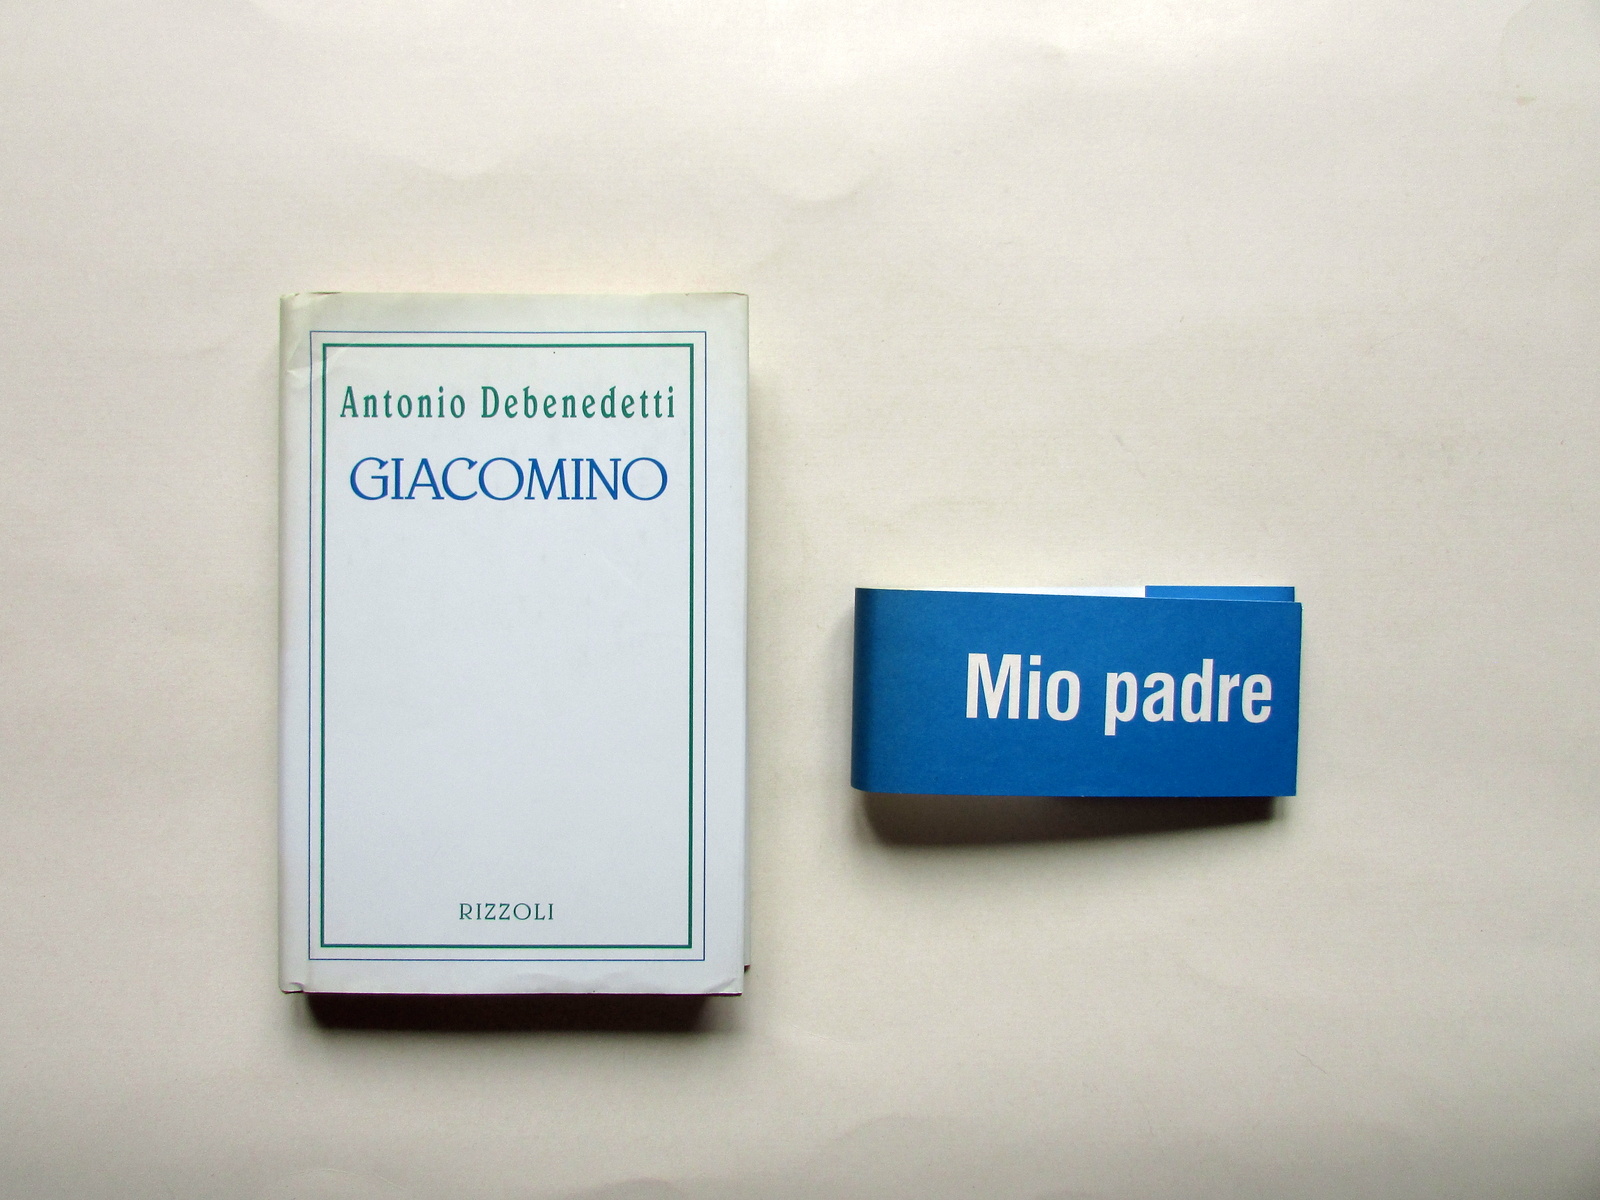 Antonio Debenedetti
GIACOMINO
RIZZOLI
Mio padre